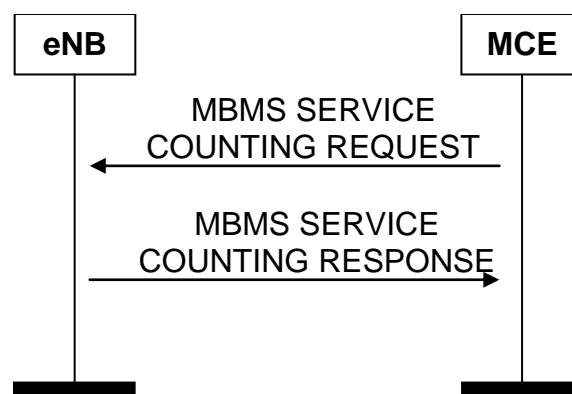 eNB
MCE
MBMS SERVICE
COUNTING REQUEST
MBMS SERVICE
COUNTING RESPONSE